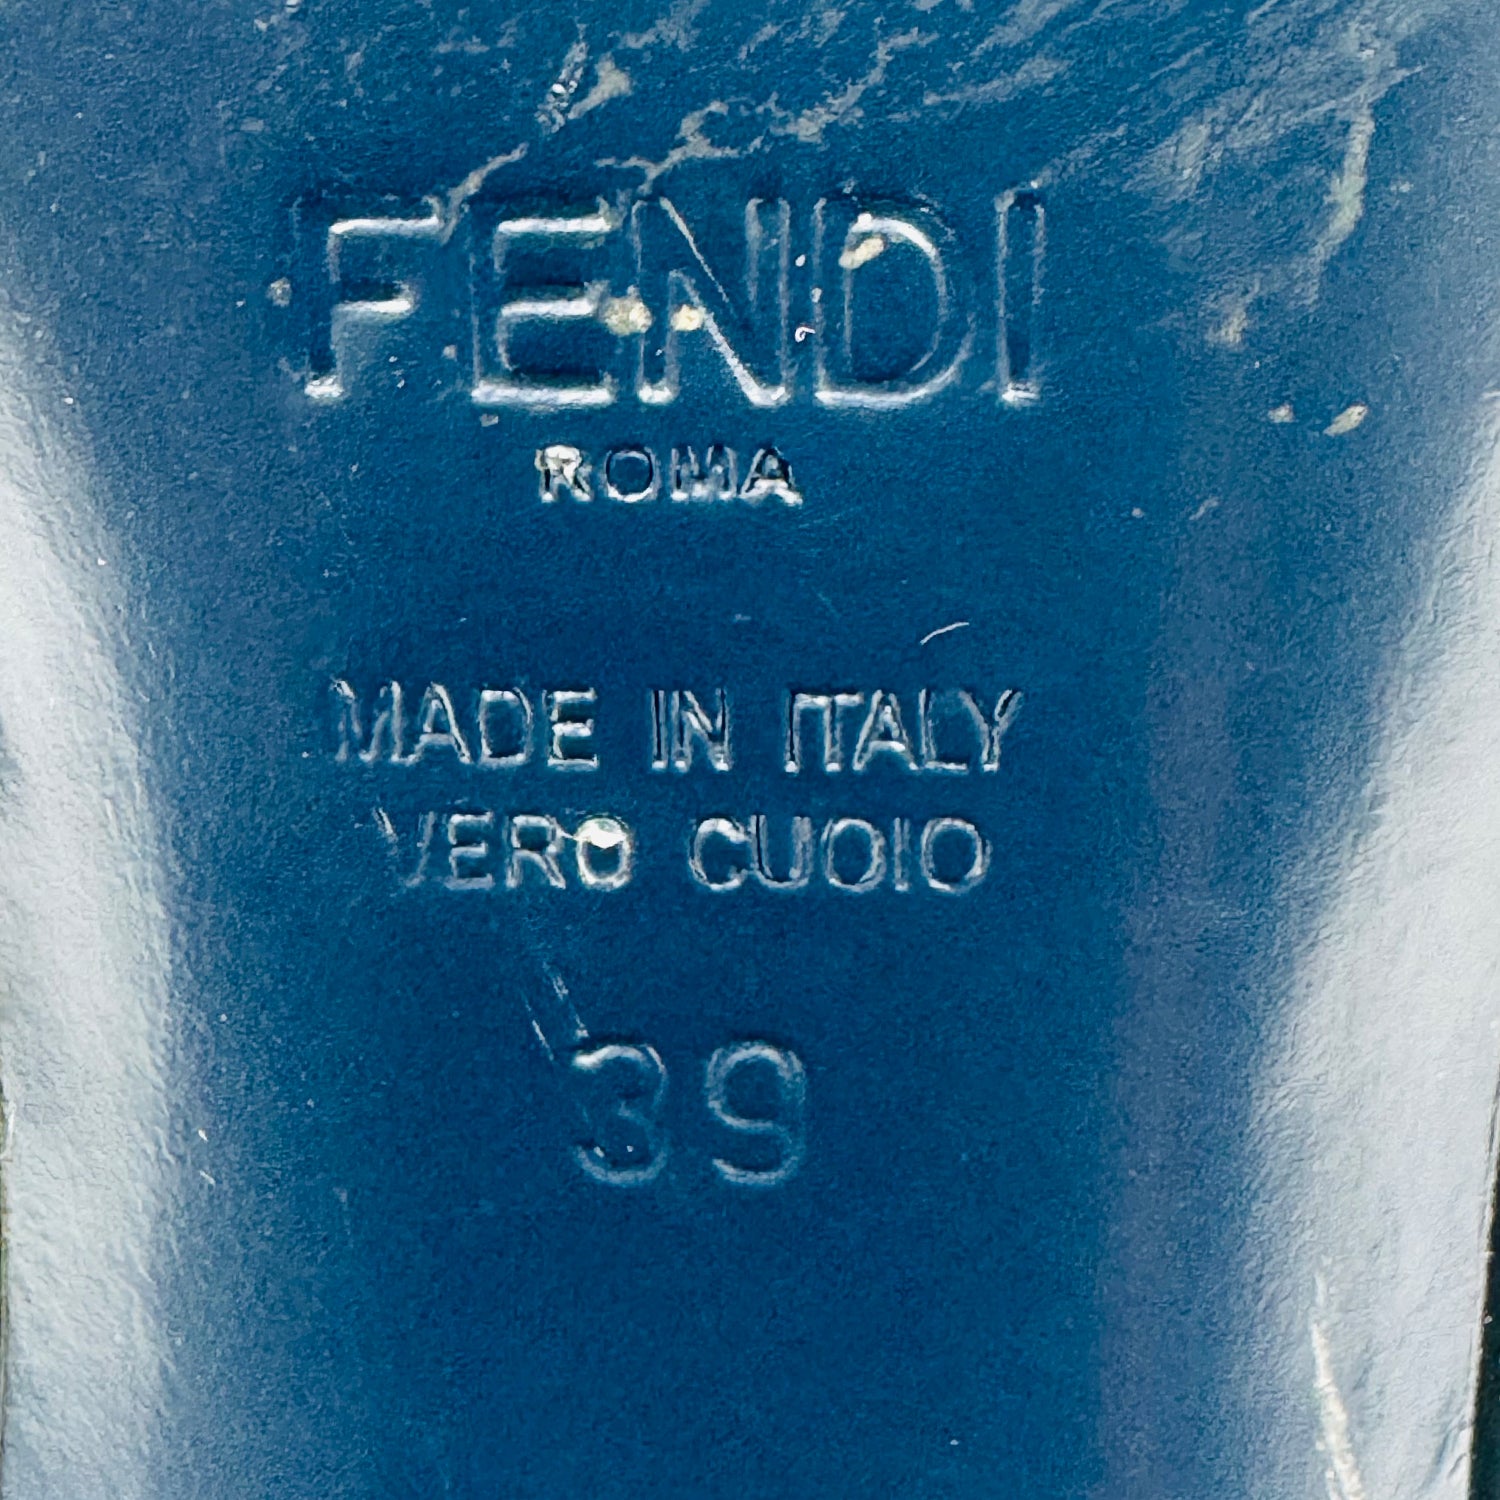 FENDI
ROMA
MADE IN ITALY
VERO CUOIO
39